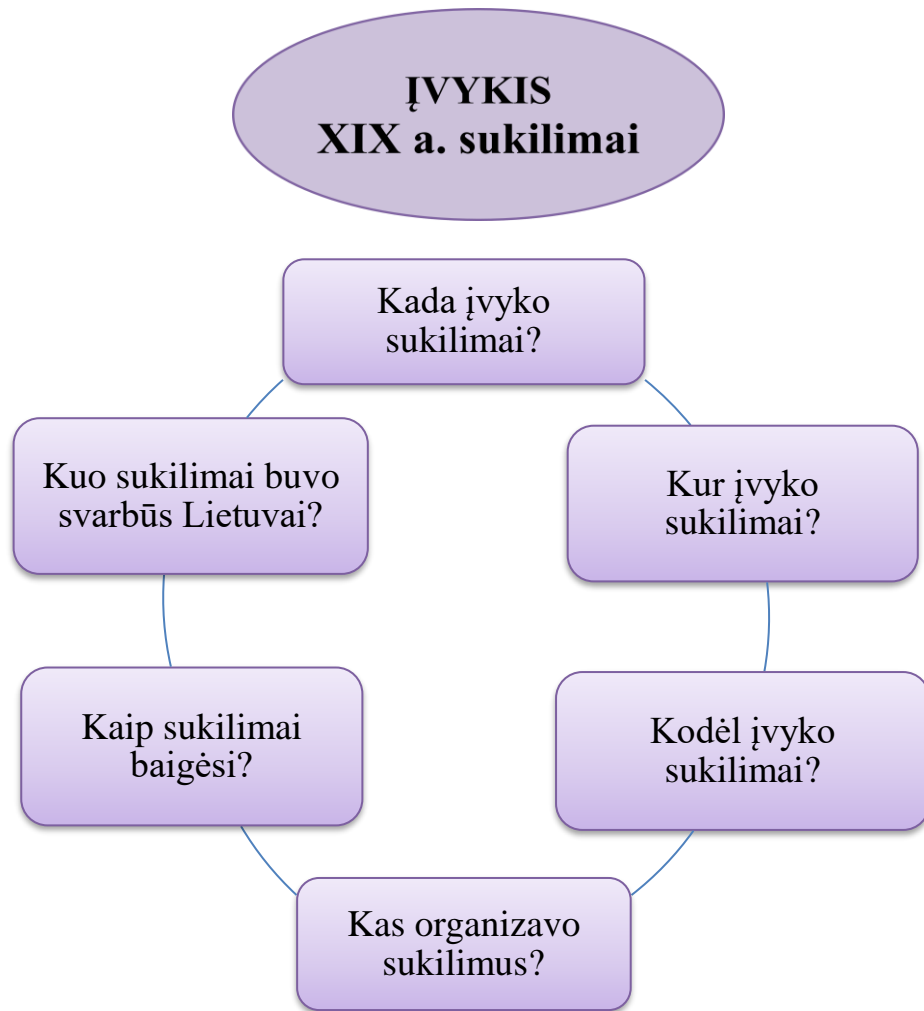 ĮVYKIS
XIX a. sukilimai
Kada įvyko
sukilimai?
Kur įvyko
sukilimai?
Kodėl įvyko
sukilimai?
Kas organizavo
sukilimus?
Kaip sukilimai
baigėsi?
Kuo sukilimai buvo
svarbūs Lietuvai?